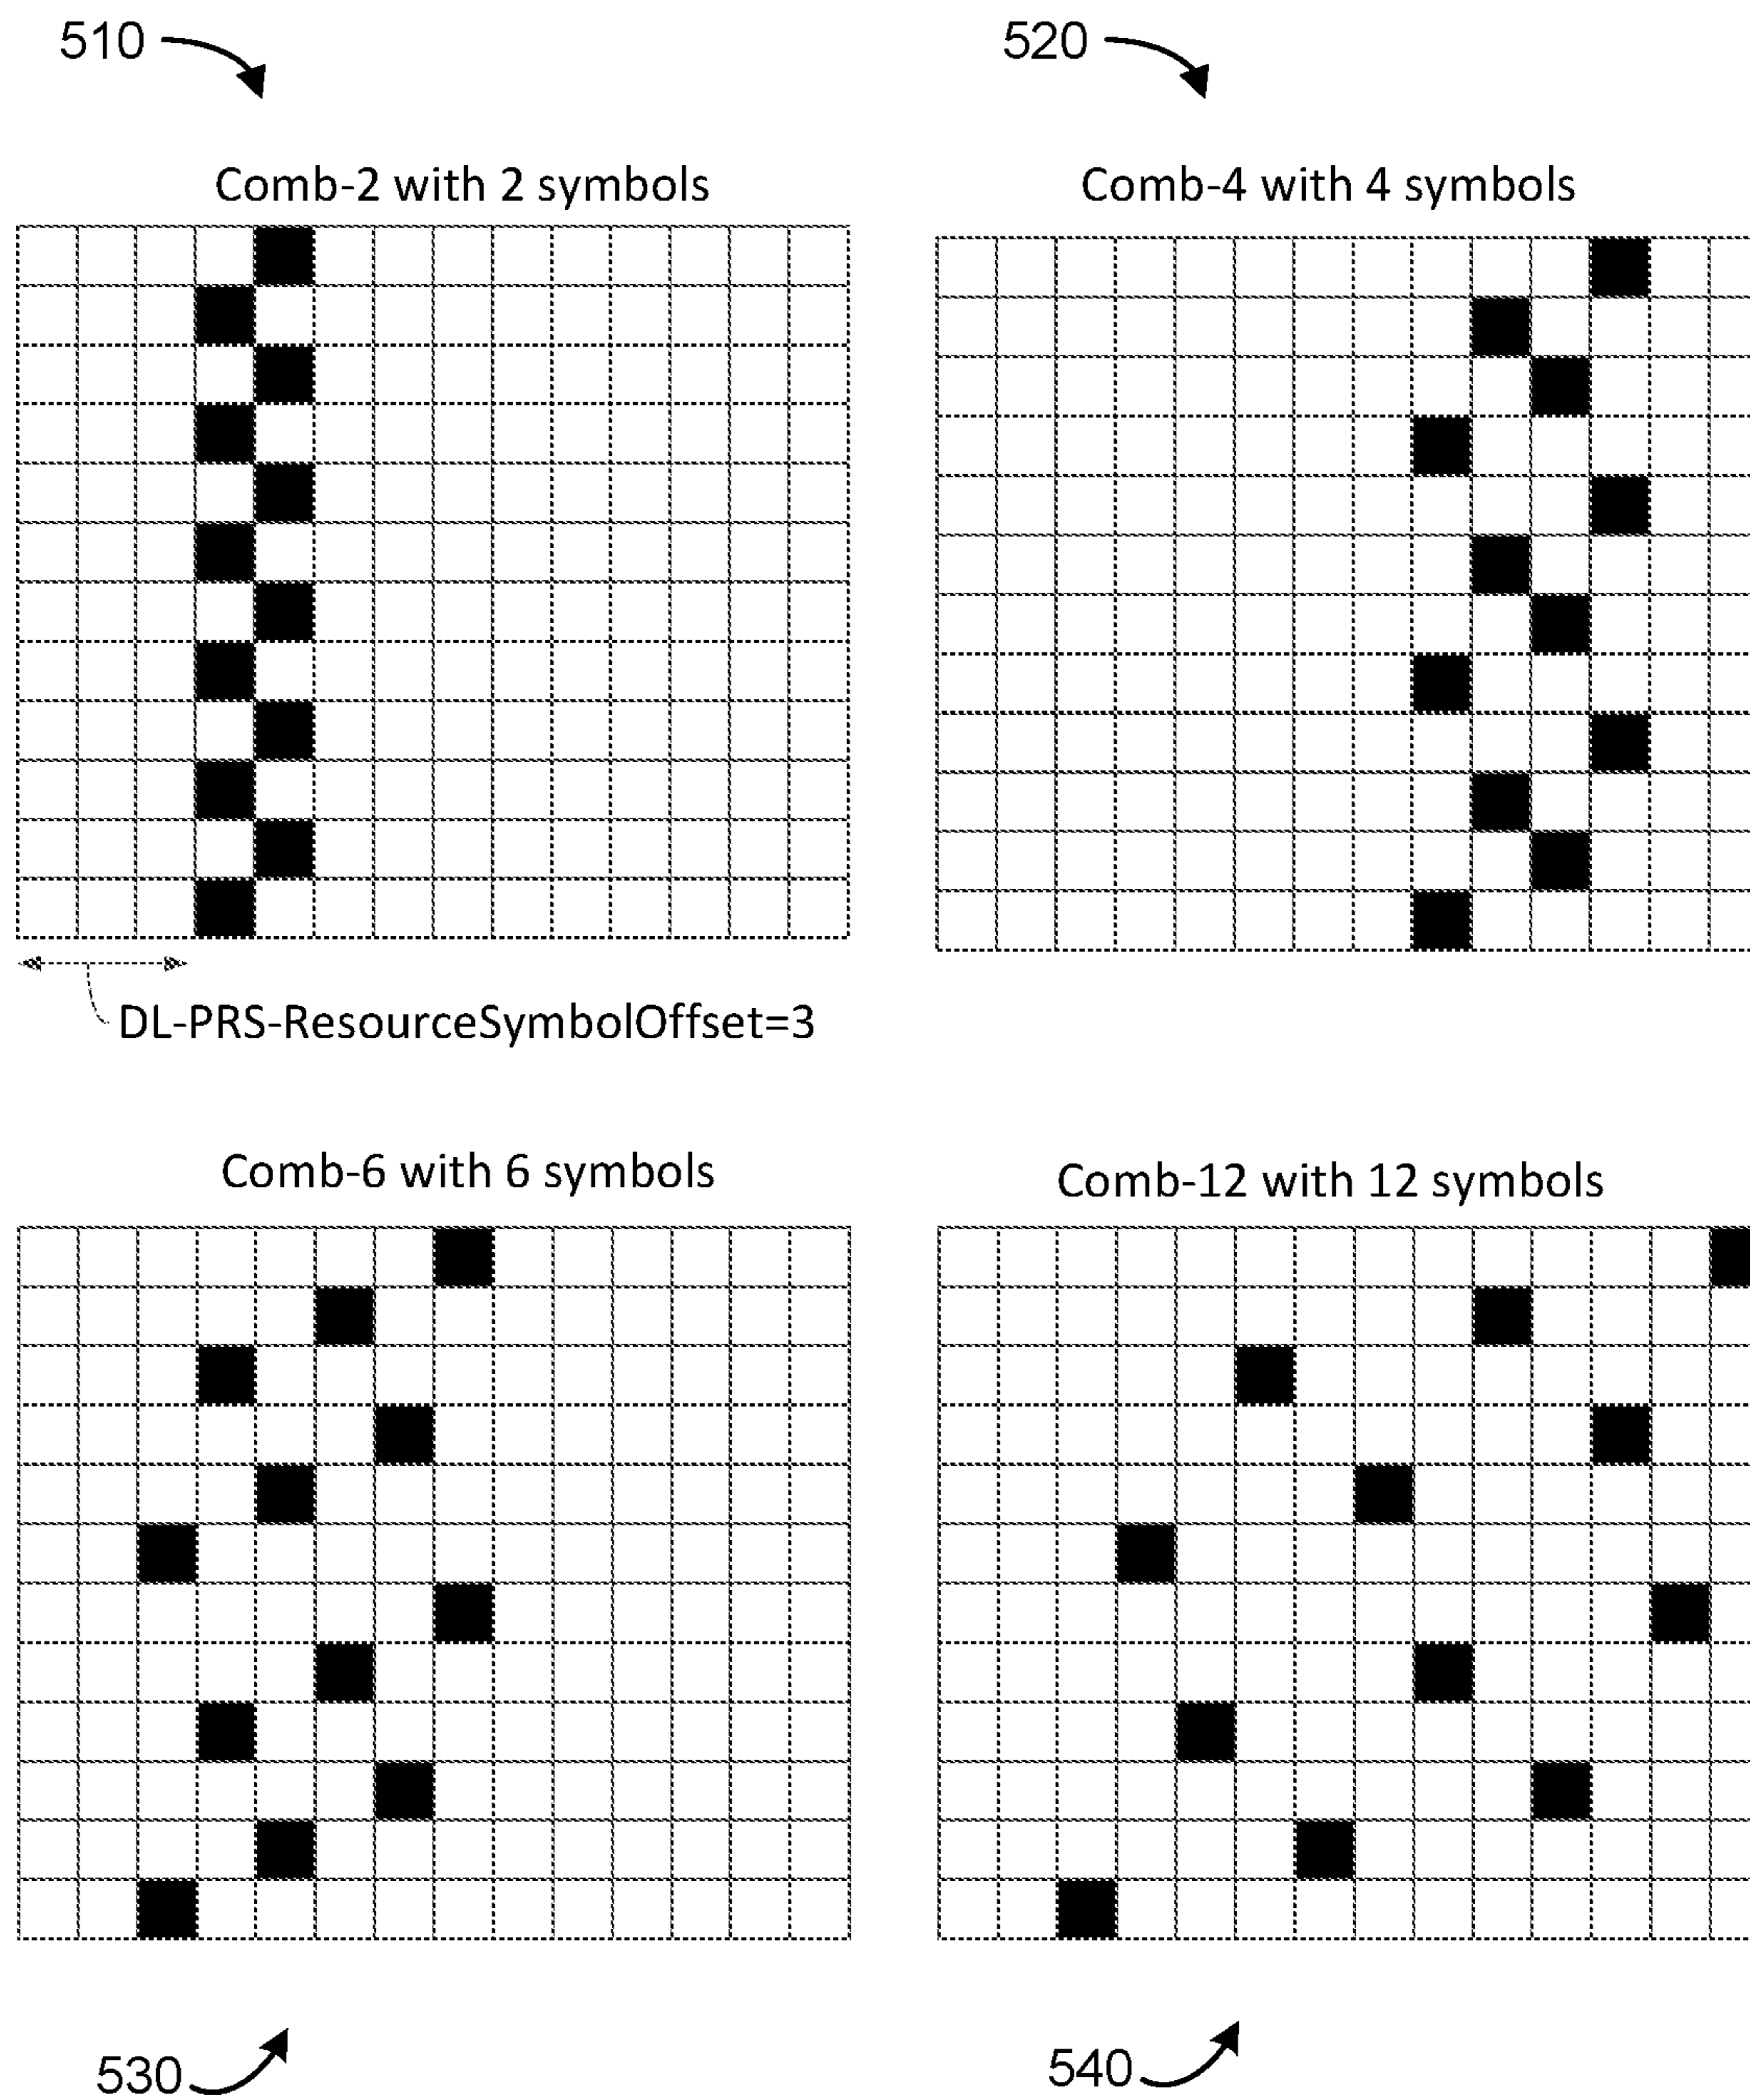 510
520
Comb-2 with 2 symbols
Comb-4 with 4 symbols
DL-PRS-ResourceSymbolOffset=3
Comb-6 with 6 symbols
Comb-12 with 12 symbols
530
540